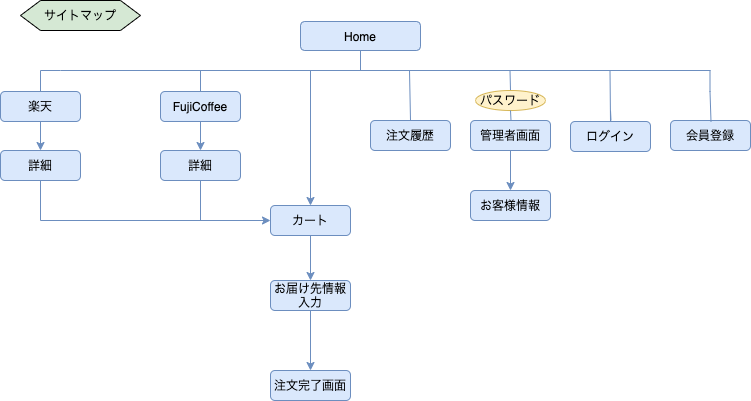 サイトマップ
Home
楽天
FujiCoffee
パスワード
注文履歴
管理者画面
ログイン
会員登録
詳細
詳細
カート
お客様情報
お届け先情報
入力
注文完了画面